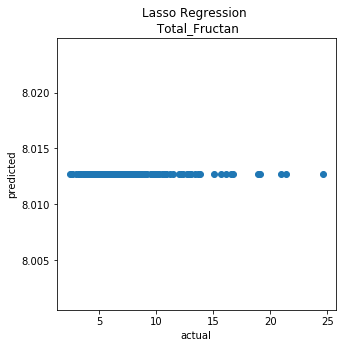 Lasso Regression
Total_Fructan
8.020
8.015
8.010
8.005
predicted
5
10
15
20
25
actual